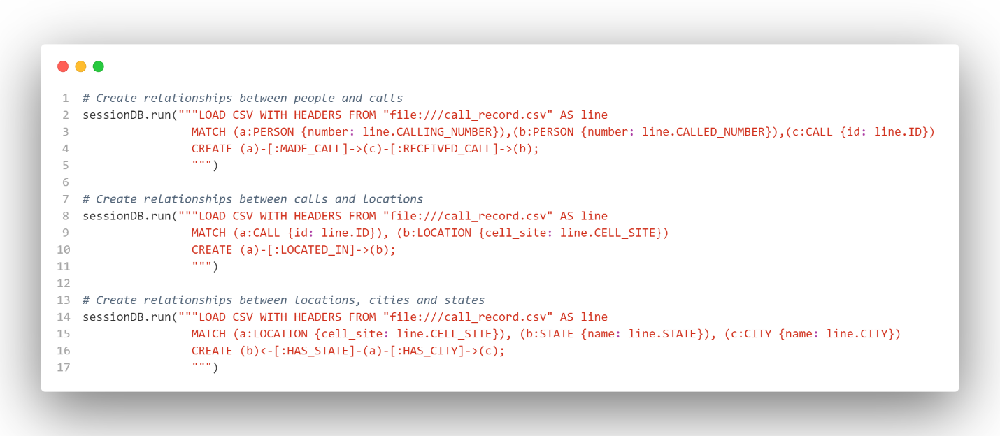 1 # Create relationships between people and calls
2 sessionDB.run("""LOAD CSV WITH HEADERS FROM "file:///call_record.csv" AS line
3 MATCH (a:PERSON {number: line.CALLING_NUMBER}),(b:PERSON {number: line.CALLED_NUMBER}),(c:CALL {id: line.ID})
4 CREATE (a)-[:MADE_CALL]->(c)-[:RECEIVED_CALL]->(b);
5 """)
6
7 # Create relationships between calls and locations
8 sessionDB.run("""LOAD CSV WITH HEADERS FROM "file:///call_record.csv" AS line
9 MATCH (a:CALL {id: line.ID}), (b:LOCATION {cell_site: line.CELL_SITE})
10 CREATE (a)-[:LOCATED_IN]->(b);
11 """)
12
13 # Create relationships between locations, cities and states
14 sessionDB.run("""LOAD CSV WITH HEADERS FROM "file:///call_record.csv" AS line
15 MATCH (a:LOCATION {cell_site: line.CELL_SITE}), (b:STATE {name: line.STATE}), (c:CITY {name: line.CITY})
16 CREATE (b)<-[:HAS_STATE]-(a)-[:HAS_CITY]->(c);
17 """)